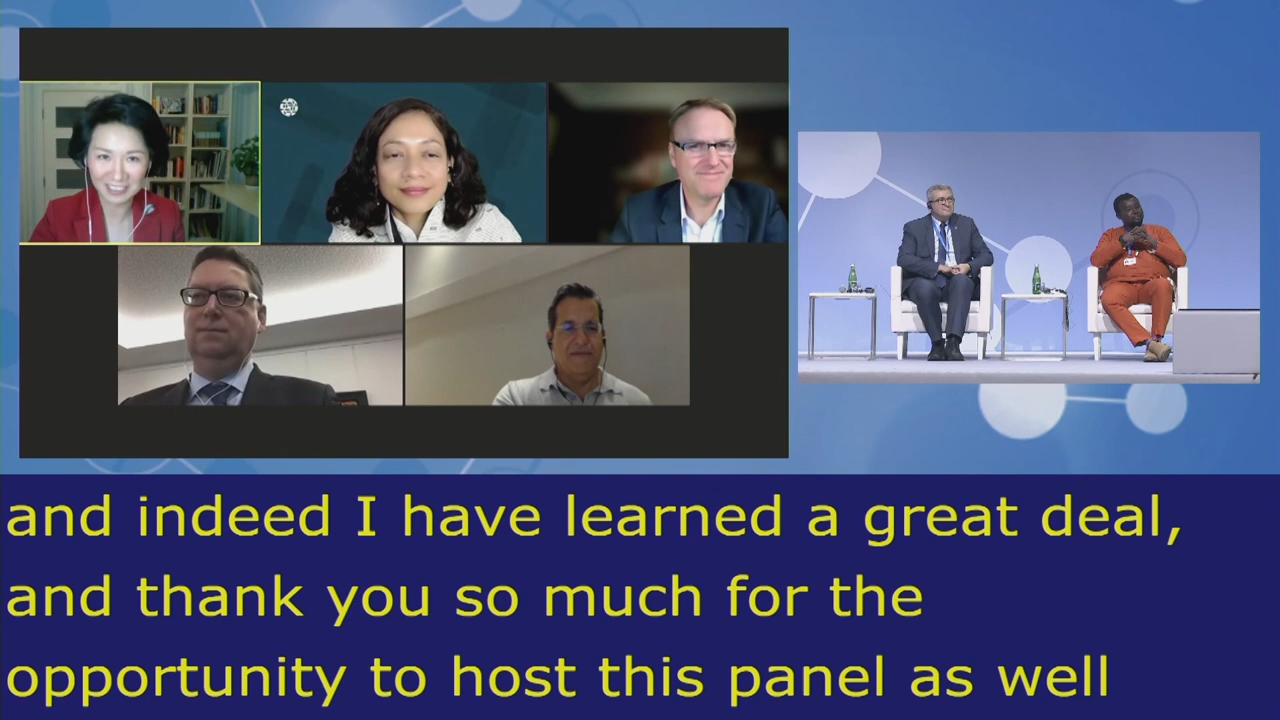 and indeed I have learned a great deal,
and thank you so much for the
opportunity to host this panel as well